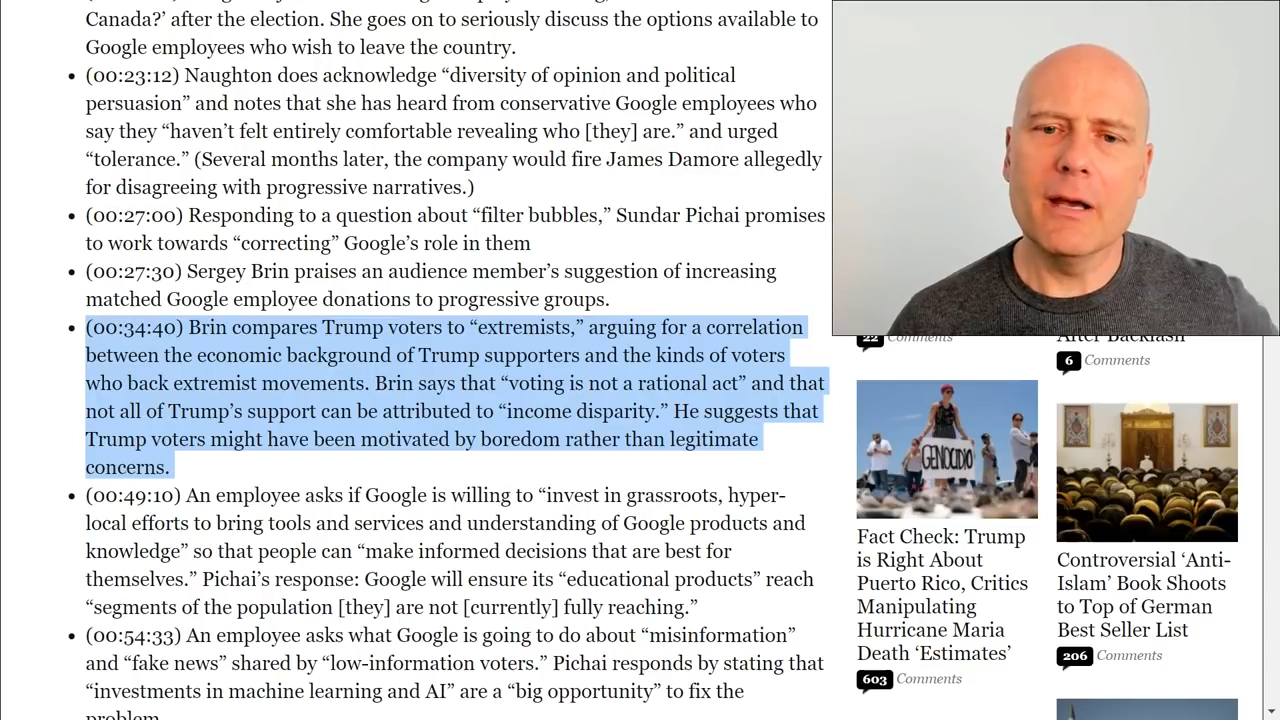 Canada?’ after the election. She goes on to seriously discuss the options available to
Google employees who wish to leave the country.
• (00:23:12) Naughton does acknowledge “diversity of opinion and political
persuasion” and notes that she has heard from conservative Google employees who
say they “haven’t felt entirely comfortable revealing who [they] are.” and urged
“tolerance.” (Several months later, the company would fire James Damore allegedly
for disagreeing with progressive narratives.)
• (00:27:00) Responding to a question about “filter bubbles,” Sundar Pichai promises
to work towards “correcting” Google’s role in them
• (00:27:30) Sergey Brin praises an audience member’s suggestion of increasing
matched Google employee donations to progressive groups.
• (00:34:40) Brin compares Trump voters to “extremists,” arguing for a correlation
between the economic background of Trump supporters and the kinds of voters
who back extremist movements. Brin says that “voting is not a rational act” and that
not all of Trump’s support can be attributed to “income disparity.” He suggests that
Trump voters might have been motivated by boredom rather than legitimate
concerns.
• (00:49:10) An employee asks if Google is willing to “invest in grassroots, hyper-
local efforts to bring tools and services and understanding of Google products and
knowledge” so that people can “make informed decisions that are best for
themselves.” Pichai’s response: Google will ensure its “educational products” reach
“segments of the population [they] are not [currently] fully reaching.”
• (00:54:33) An employee asks what Google is going to do about “misinformation”
and “fake news” shared by “low-information voters.” Pichai responds by stating that
“investments in machine learning and AI” are a “big opportunity” to fix the
problem
22 Comments
GENOCIDIO
Fact Check: Trump
is Right About
Puerto Rico, Critics
Manipulating
Hurricane Maria
Death ‘Estimates’
603 Comments
After Backlash
6 Comments
Controversial ‘Anti-
Islam’ Book Shoots
to Top of German
Best Seller List
206 Comments